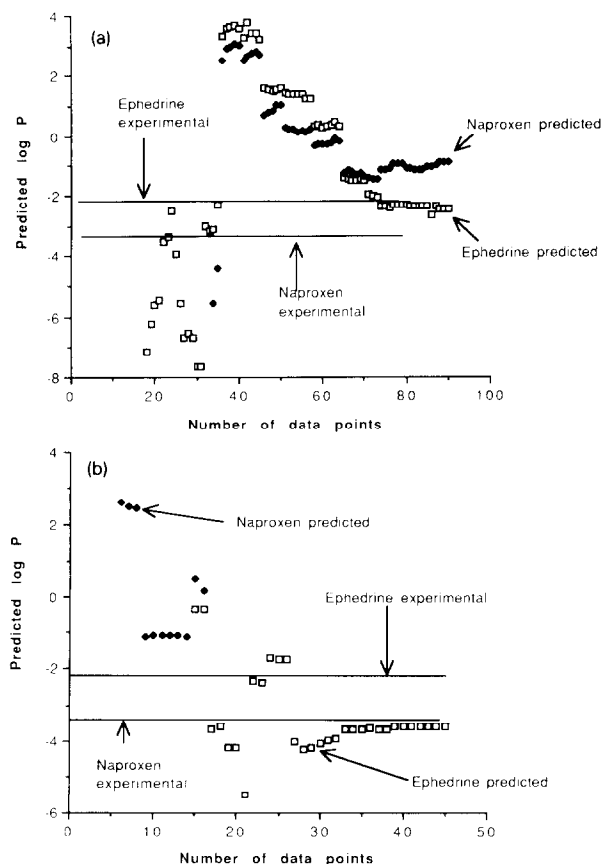 (a)
4
2
0
-2
-4
-6
-8
Predicted log P
Ephedrine
experimental
Naproxen predicted
Ephedrine predicted
Naproxen
experimental
0 20 40 60 80 100
Number of data points
(b)
4
2
0
-2
-4
-6
Predicted log P
Naproxen predicted
Ephedrine experimental
Naproxen
experimental
Ephedrine predicted
0 10 20 30 40 50
Number of data points